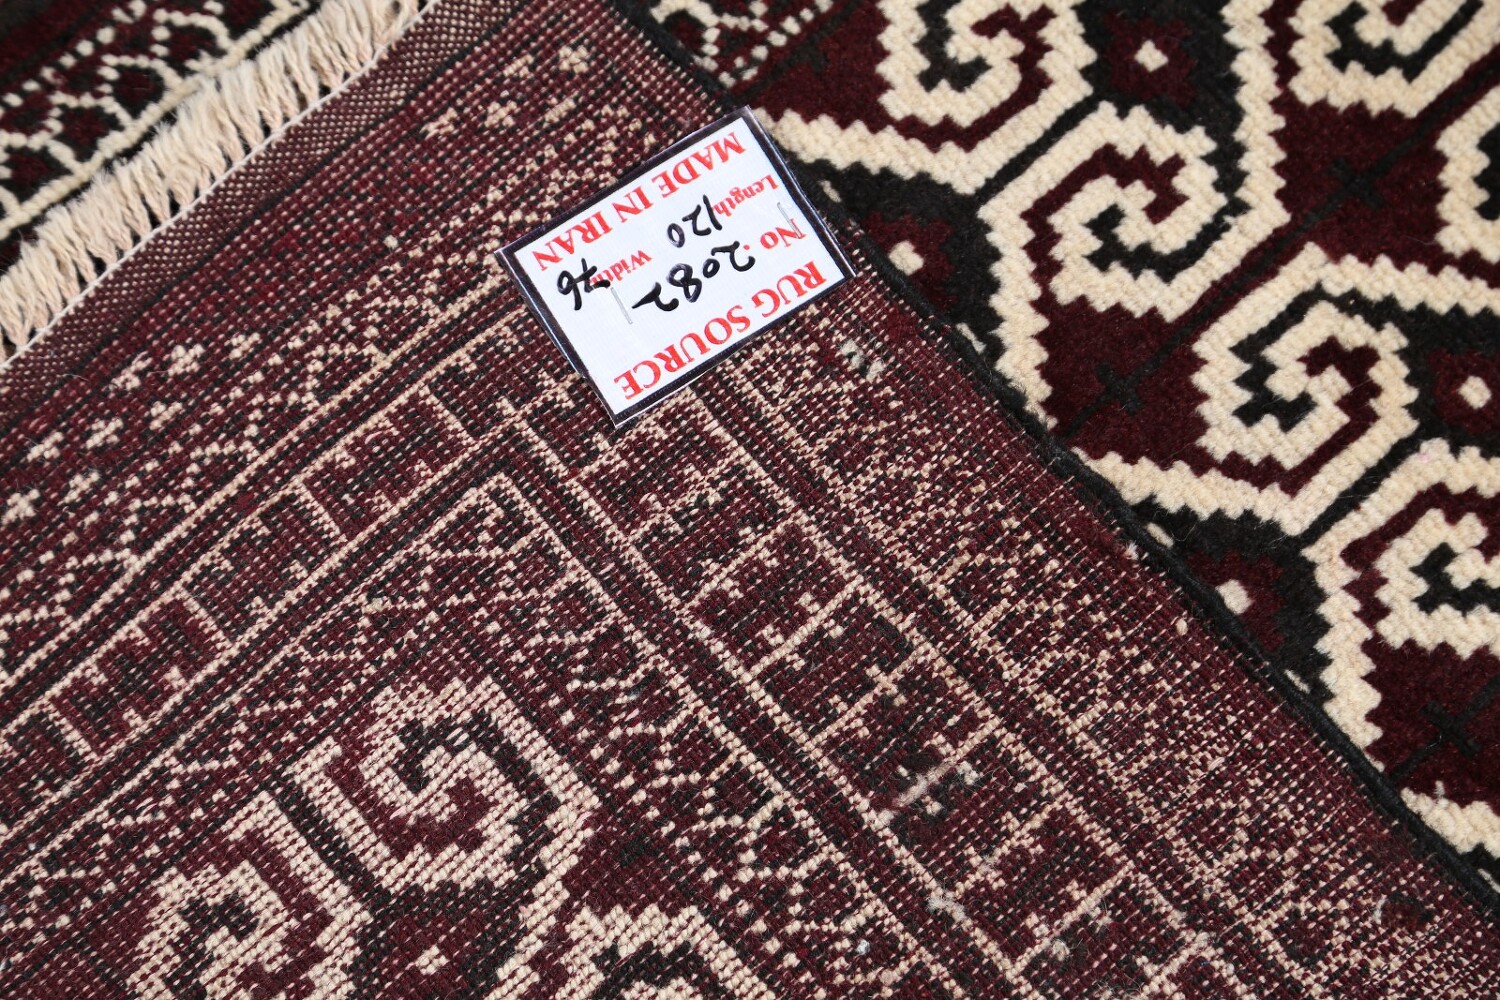 RUG SOURCE
No. 2082
Length 120 Width 76
MADE IN IRAN